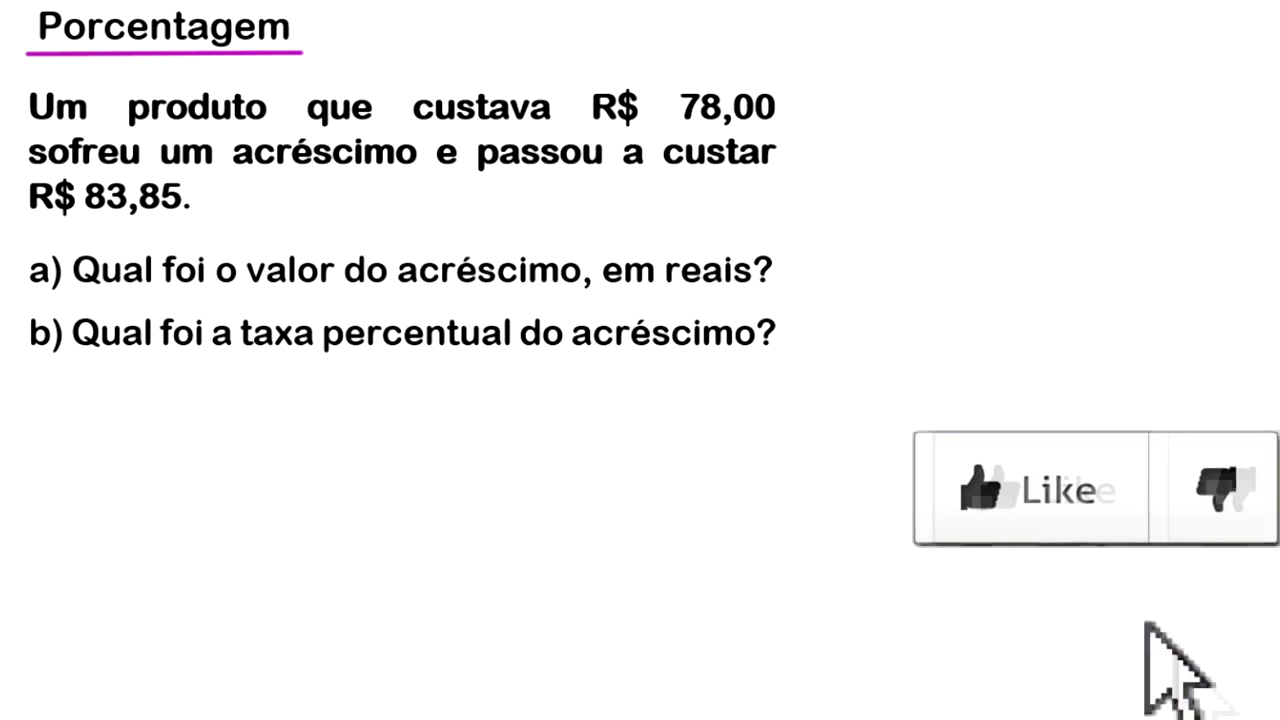 Porcentagem
Um produto que custava R$ 78,00
sofreu um acréscimo e passou a custar
R$ 83,85.
a) Qual foi o valor do acréscimo, em reais?
b) Qual foi a taxa percentual do acréscimo?
Like